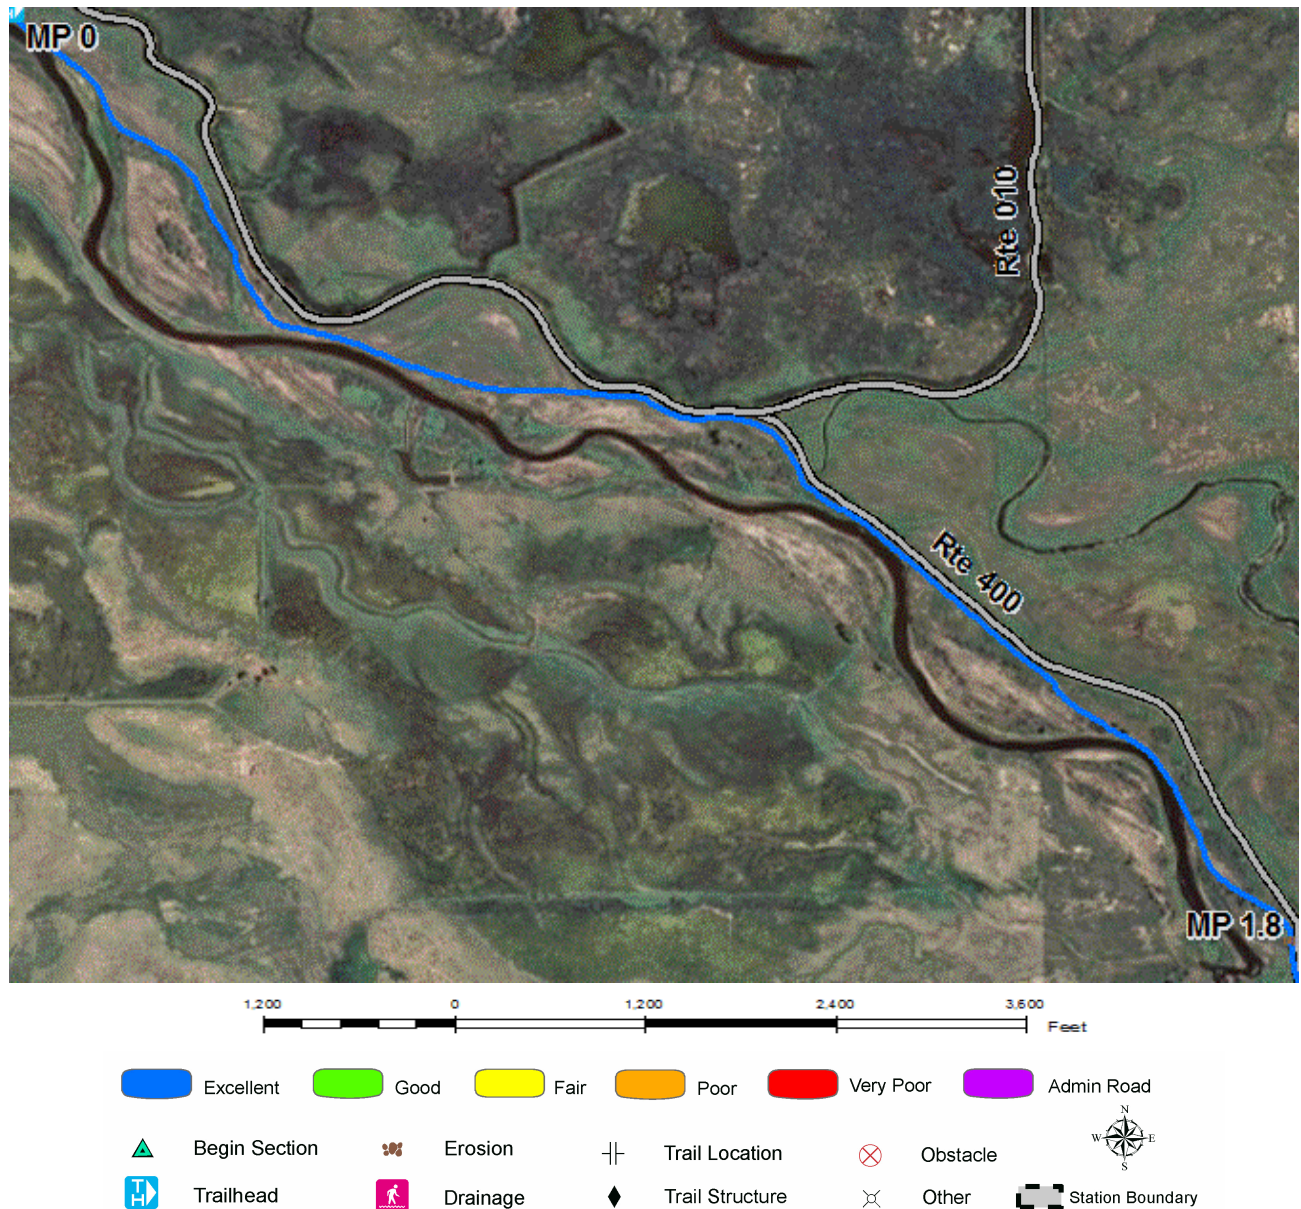 MP 0
Rte 010
Rte 400
MP 1.8
1,200 0 1,200 2,400 3,600
Feet
Excellent Good Fair Poor Very Poor Admin Road
N
W E
S
Begin Section Erosion Trail Location Obstacle
TH Trailhead Drainage Trail Structure Other Station Boundary